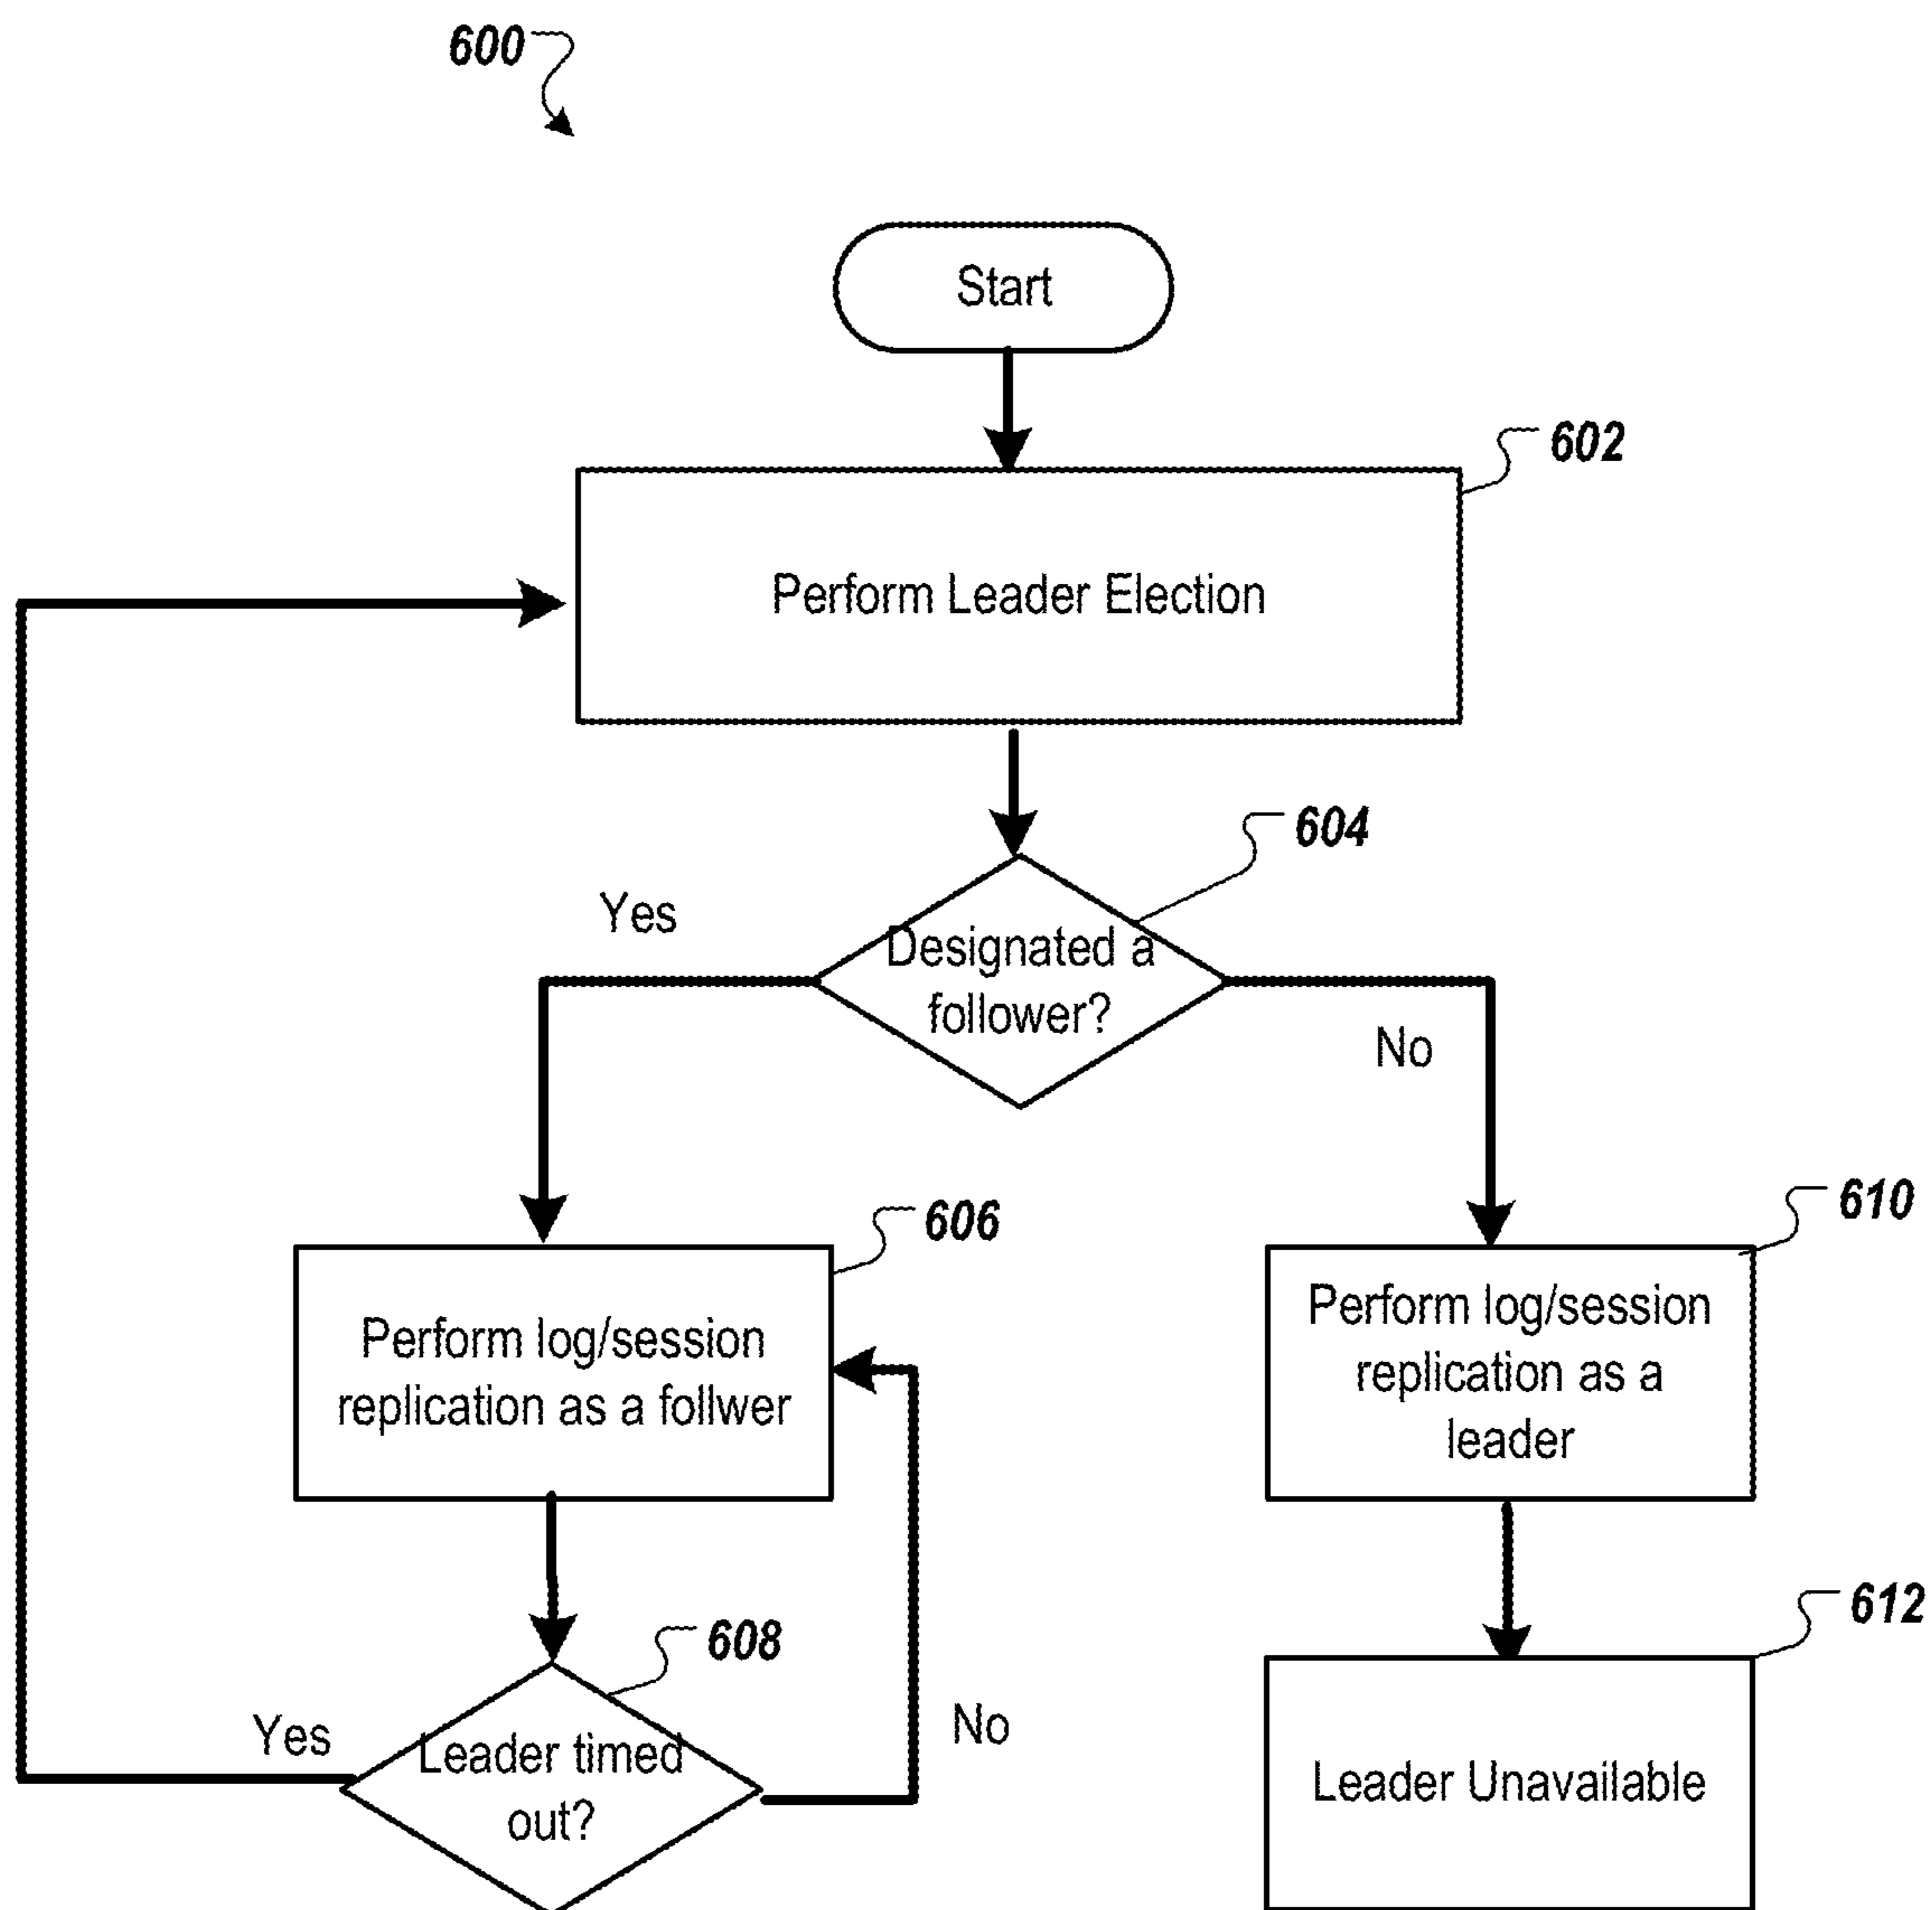 600
Start
602
Perform Leader Election
604
Yes
Designated a
follower?
No
606
610
Perform log/session
replication as a follwer
Perform log/session
replication as a
leader
608
612
Yes
Leader timed
out?
No
Leader Unavailable